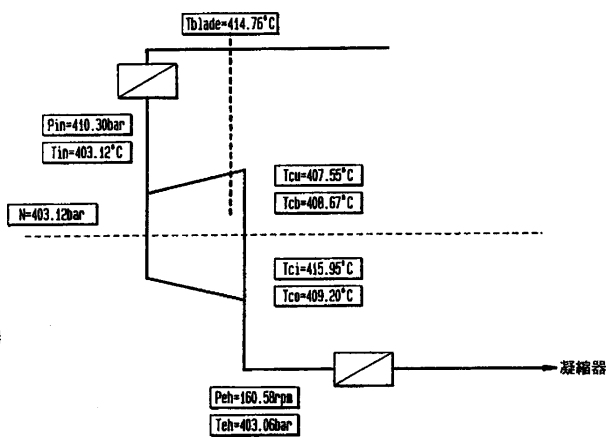 Tblade=414.76°C
Pin=410.30bar
Tin=403.12°C
Tcu=407.55°C
Tcb=408.67°C
N=403.12bar
Tci=415.95°C
Tco=409.20°C
凝縮器
Peh=160.58rpm
Teh=403.06bar